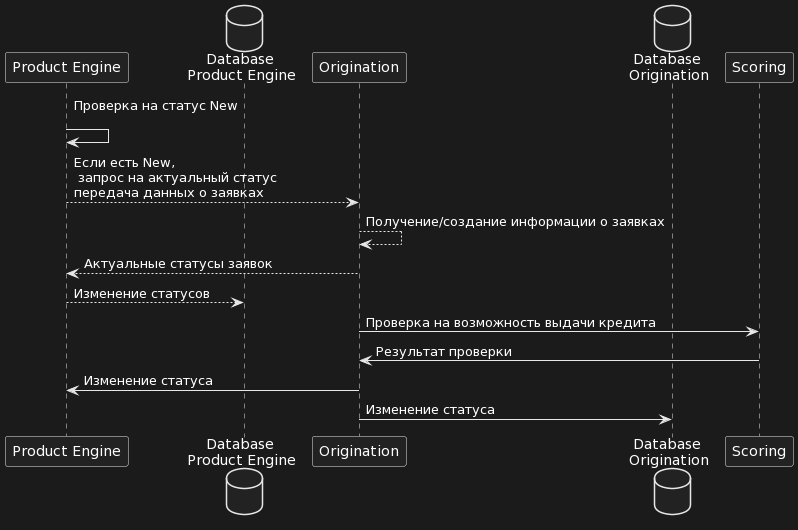 Database
Product Engine
Database
Origination
Product Engine
Origination
Scoring
Проверка на статус New
Если есть New,
запрос на актуальный статус
передача данных о заявках
Получение/создание информации о заявках
Актуальные статусы заявок
Изменение статусов
Проверка на возможность выдачи кредита
Результат проверки
Изменение статуса
Изменение статуса
Product Engine
Database
Product Engine
Origination
Database
Origination
Scoring